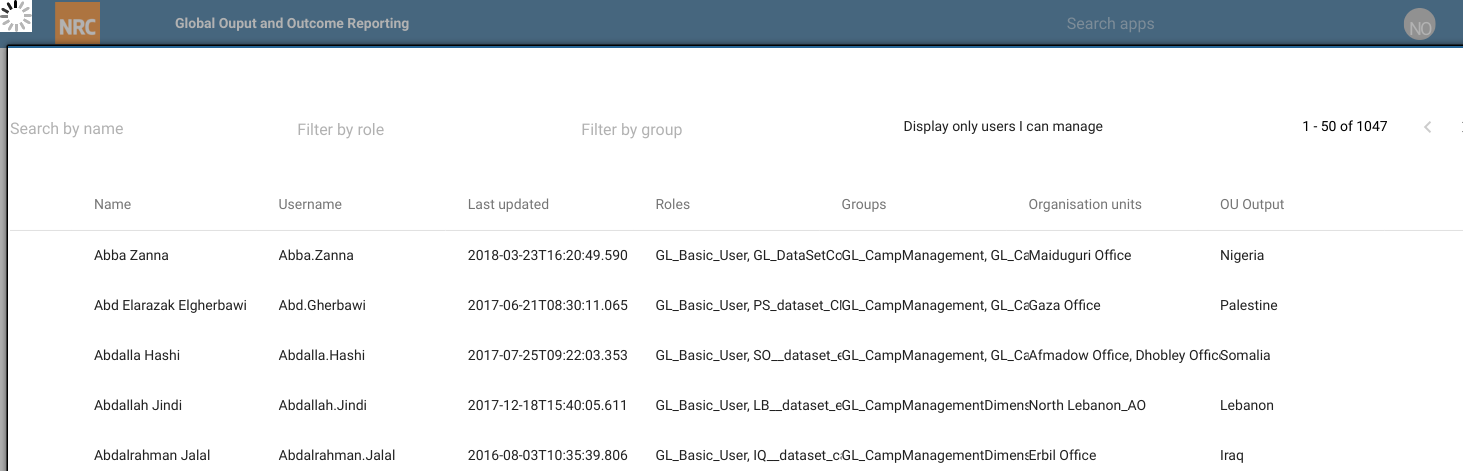 NRC Global Ouput and Outcome Reporting Search apps NO
Search by name Filter by role Filter by group Display only users I can manage 1 - 50 of 1047
Name Username Last updated Roles Groups Organisation units OU Output
Abba Zanna Abba.Zanna 2018-03-23T16:20:49.590 GL_Basic_User, GL_DataSetCo GL_CampManagement, GL_Ca Maiduguri Office Nigeria
Abd Elarazak Elgherbawi Abd.Gherbawi 2017-06-21T08:30:11.065 GL_Basic_User, PS_dataset_Cl GL_CampManagement, GL_Ca Gaza Office Palestine
Abdalla Hashi Abdalla.Hashi 2017-07-25T09:22:03.353 GL_Basic_User, SO__dataset_e GL_CampManagement, GL_Ca Afmadow Office, Dhobley Offic Somalia
Abdallah Jindi Abdallah.Jindi 2017-12-18T15:40:05.611 GL_Basic_User, LB__dataset_e GL_CampManagementDimens North Lebanon_AO Lebanon
Abdalrahman Jalal Abdalrahman.Jalal 2016-08-03T10:35:39.806 GL_Basic_User, IQ__dataset_c GL_CampManagementDimens Erbil Office Iraq